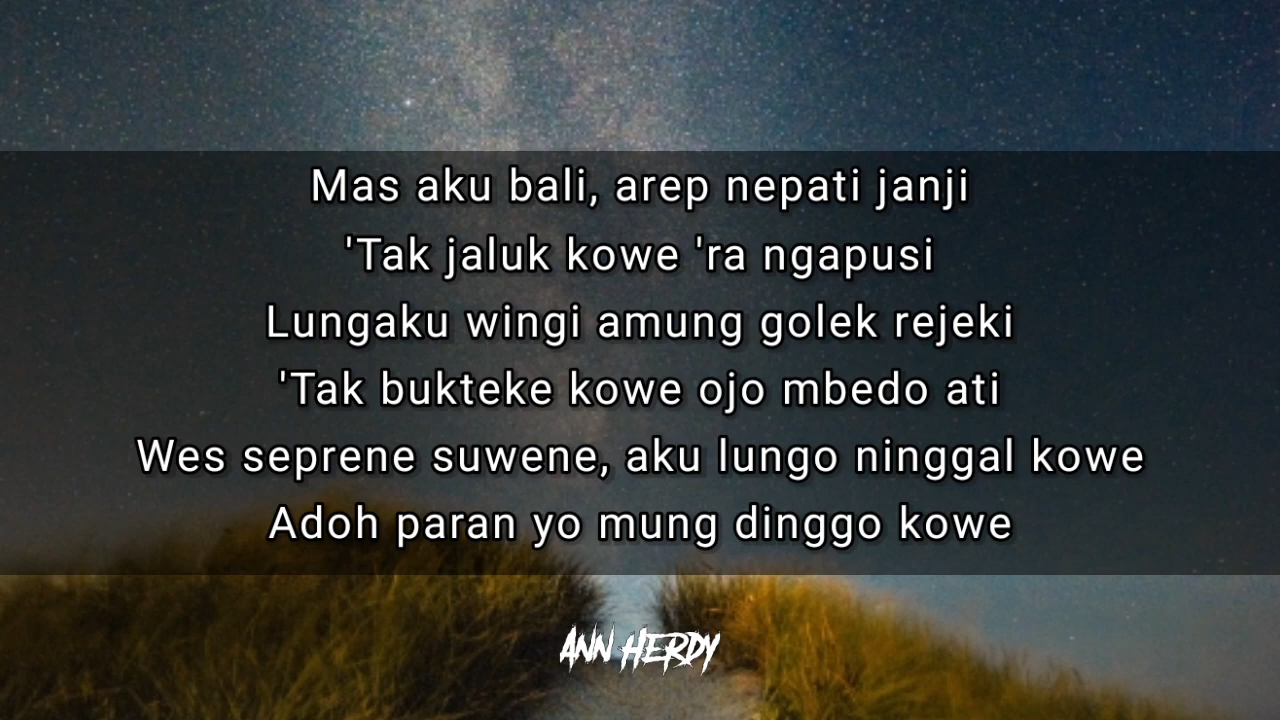 Mas aku bali, arep nepati janji
'Tak jaluk kowe 'ra ngapusi
Lungaku wingi amung golek rejeki
'Tak bukteke kowe ojo mbedo ati
Wes seprene suwene, aku lungo ninggal kowe
Adoh paran yo mung dinggo kowe
ANN HERDY